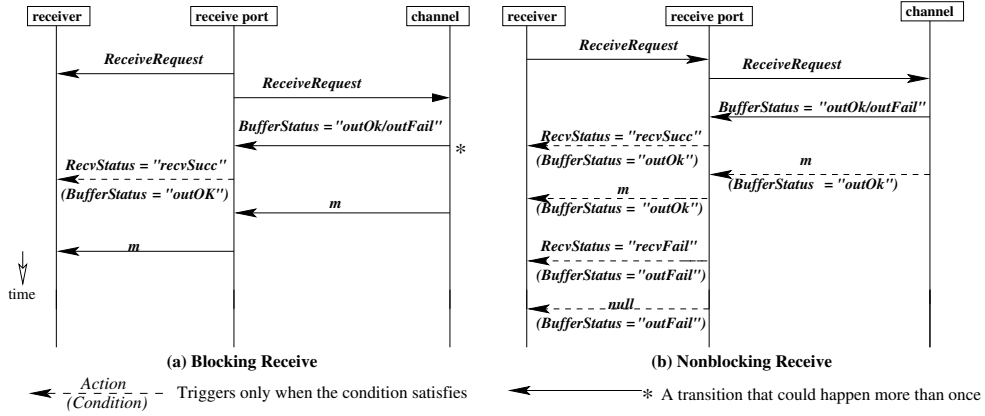 receiver
receive port
channel
ReceiveRequest
ReceiveRequest
BufferStatus = "outOk/outFail"
*
RecvStatus = "recvSucc"
(BufferStatus = "outOK")
m
m
time
(a) Blocking Receive
receiver
receive port
channel
ReceiveRequest
ReceiveRequest
BufferStatus = "outOk/outFail"
RecvStatus = "recvSucc"
(BufferStatus = "outOk")
m
(BufferStatus = "outOk")
m
(BufferStatus = "outOk")
RecvStatus = "recvFail"
(BufferStatus = "outFail")
null
(BufferStatus = "outFail")
(b) Nonblocking Receive
Action
(Condition)
Triggers only when the condition satisfies
* A transition that could happen more than once